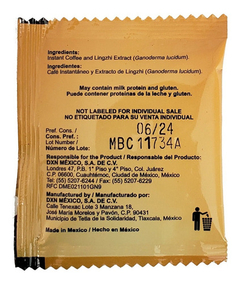 Ingredients:
Instant Coffee and Lingzhi Extract (Ganoderma lucidum).
Ingredientes:
Café Instantáneo y Extracto de Lingzhi (Ganoderma lucidum).
May contain milk protein and gluten.
Puede contener proteínas de la leche y gluten.
NOT LABELED FOR INDIVIDUAL SALE
NO ETIQUETADO PARA SU VENTA INDIVIDUAL
Pref. Cons. /
Cons. Pref. : 06/24
Lot Number / MBC 11734A
Número de Lote :
Responsible for the Product / Responsable del Producto:
DXN MÉXICO, S.A. DE C.V.
Londres 47, P.B. 1° Piso y 4° Piso, Col. Juárez
C.P. 06600, Cuauhtémoc, Ciudad de México, México
Tel: (55) 5207-6244 / Fax: (55) 5207-6229
RFC DME021101GN9
Manufactured by / Manufacturado por:
DXN MÉXICO, S.A. DE C.V.
Calle Tenexac Lote 3 Manzana 18,
José María Morelos y Pavón, C.P. 90431
Municipio de Tetla de la Solidaridad, Tlaxcala, México
Made in Mexico / Hecho en México